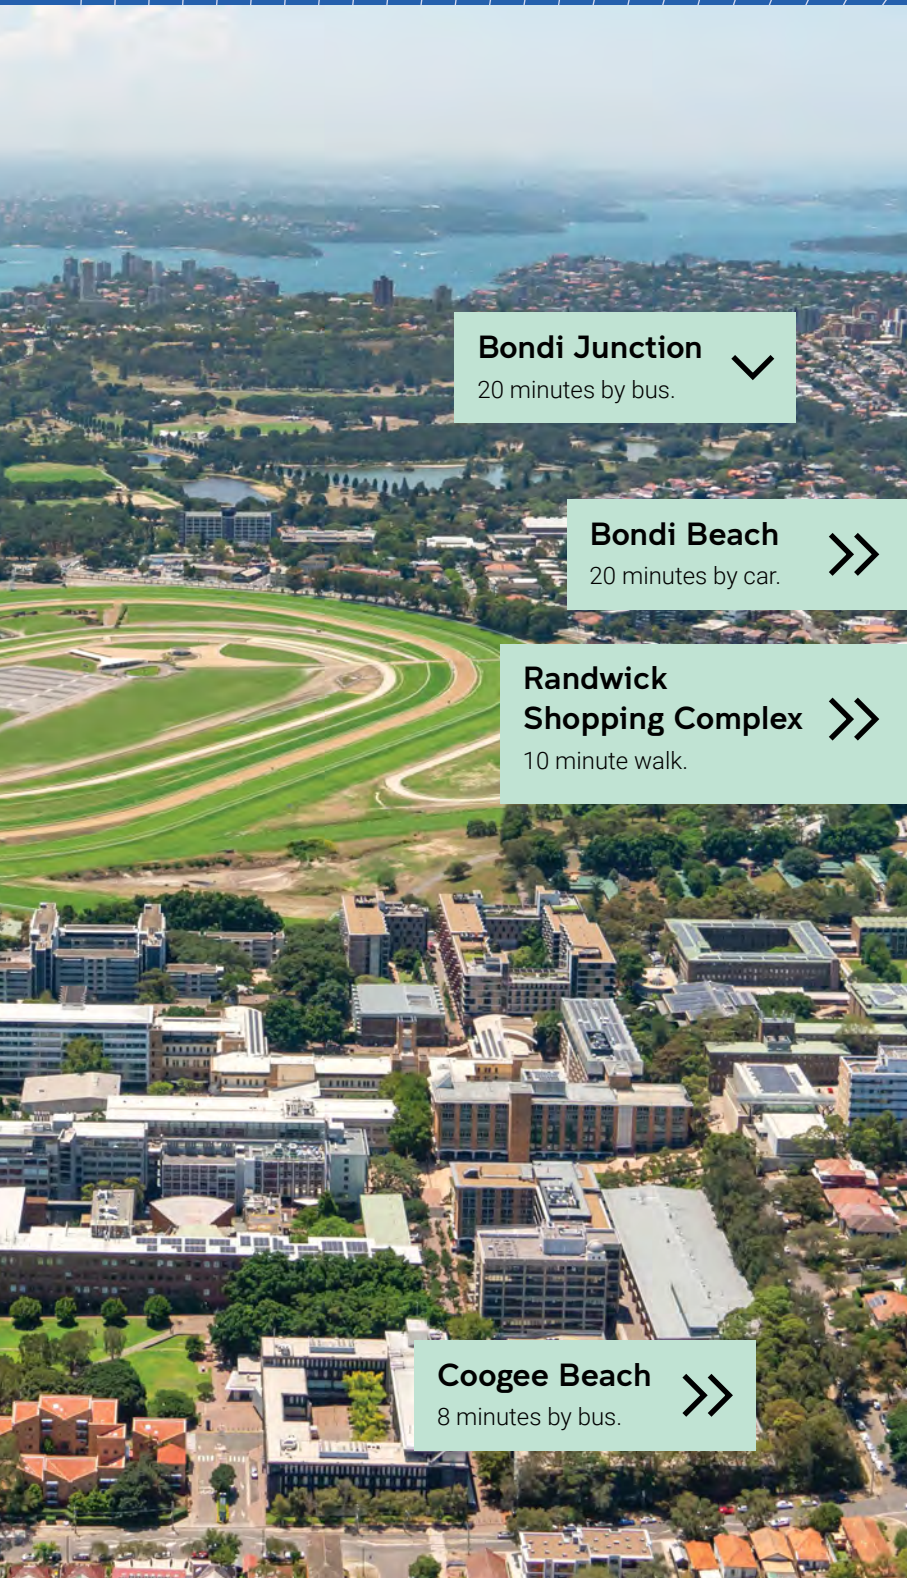 Bondi Junction
20 minutes by bus.
Bondi Beach
20 minutes by car.
Randwick
Shopping Complex
10 minute walk.
Coogee Beach
8 minutes by bus.